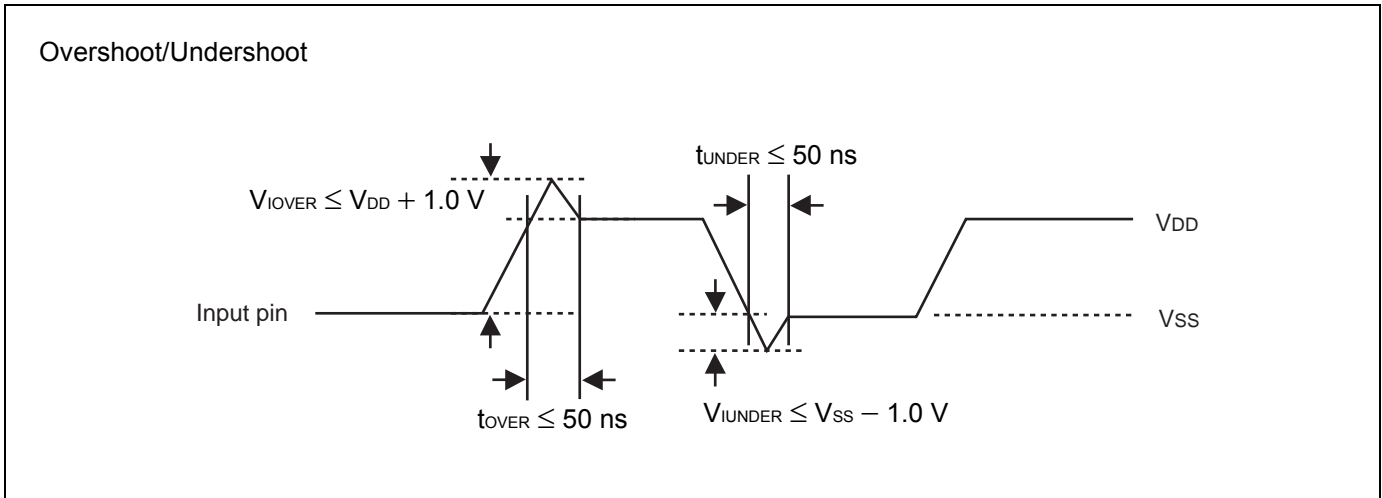 Overshoot/Undershoot
tUNDER ≤ 50 ns
VIOVER ≤ VDD + 1.0 V
VDD
Input pin
VSS
tOVER ≤ 50 ns
VIUNDER ≤ VSS − 1.0 V